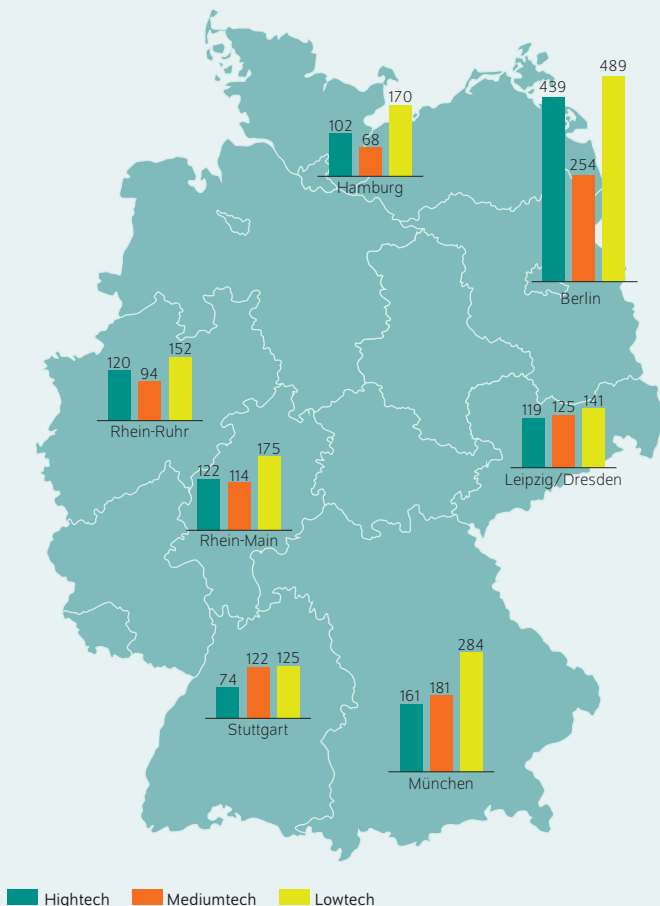 439 254 489
Berlin
102 68 170
Hamburg
120 94 152
Rhein-Ruhr
119 125 141
Leipzig/Dresden
122 114 175
Rhein-Main
74 122 125
Stuttgart
161 181 284
München
Hightech Mediumtech Lowtech